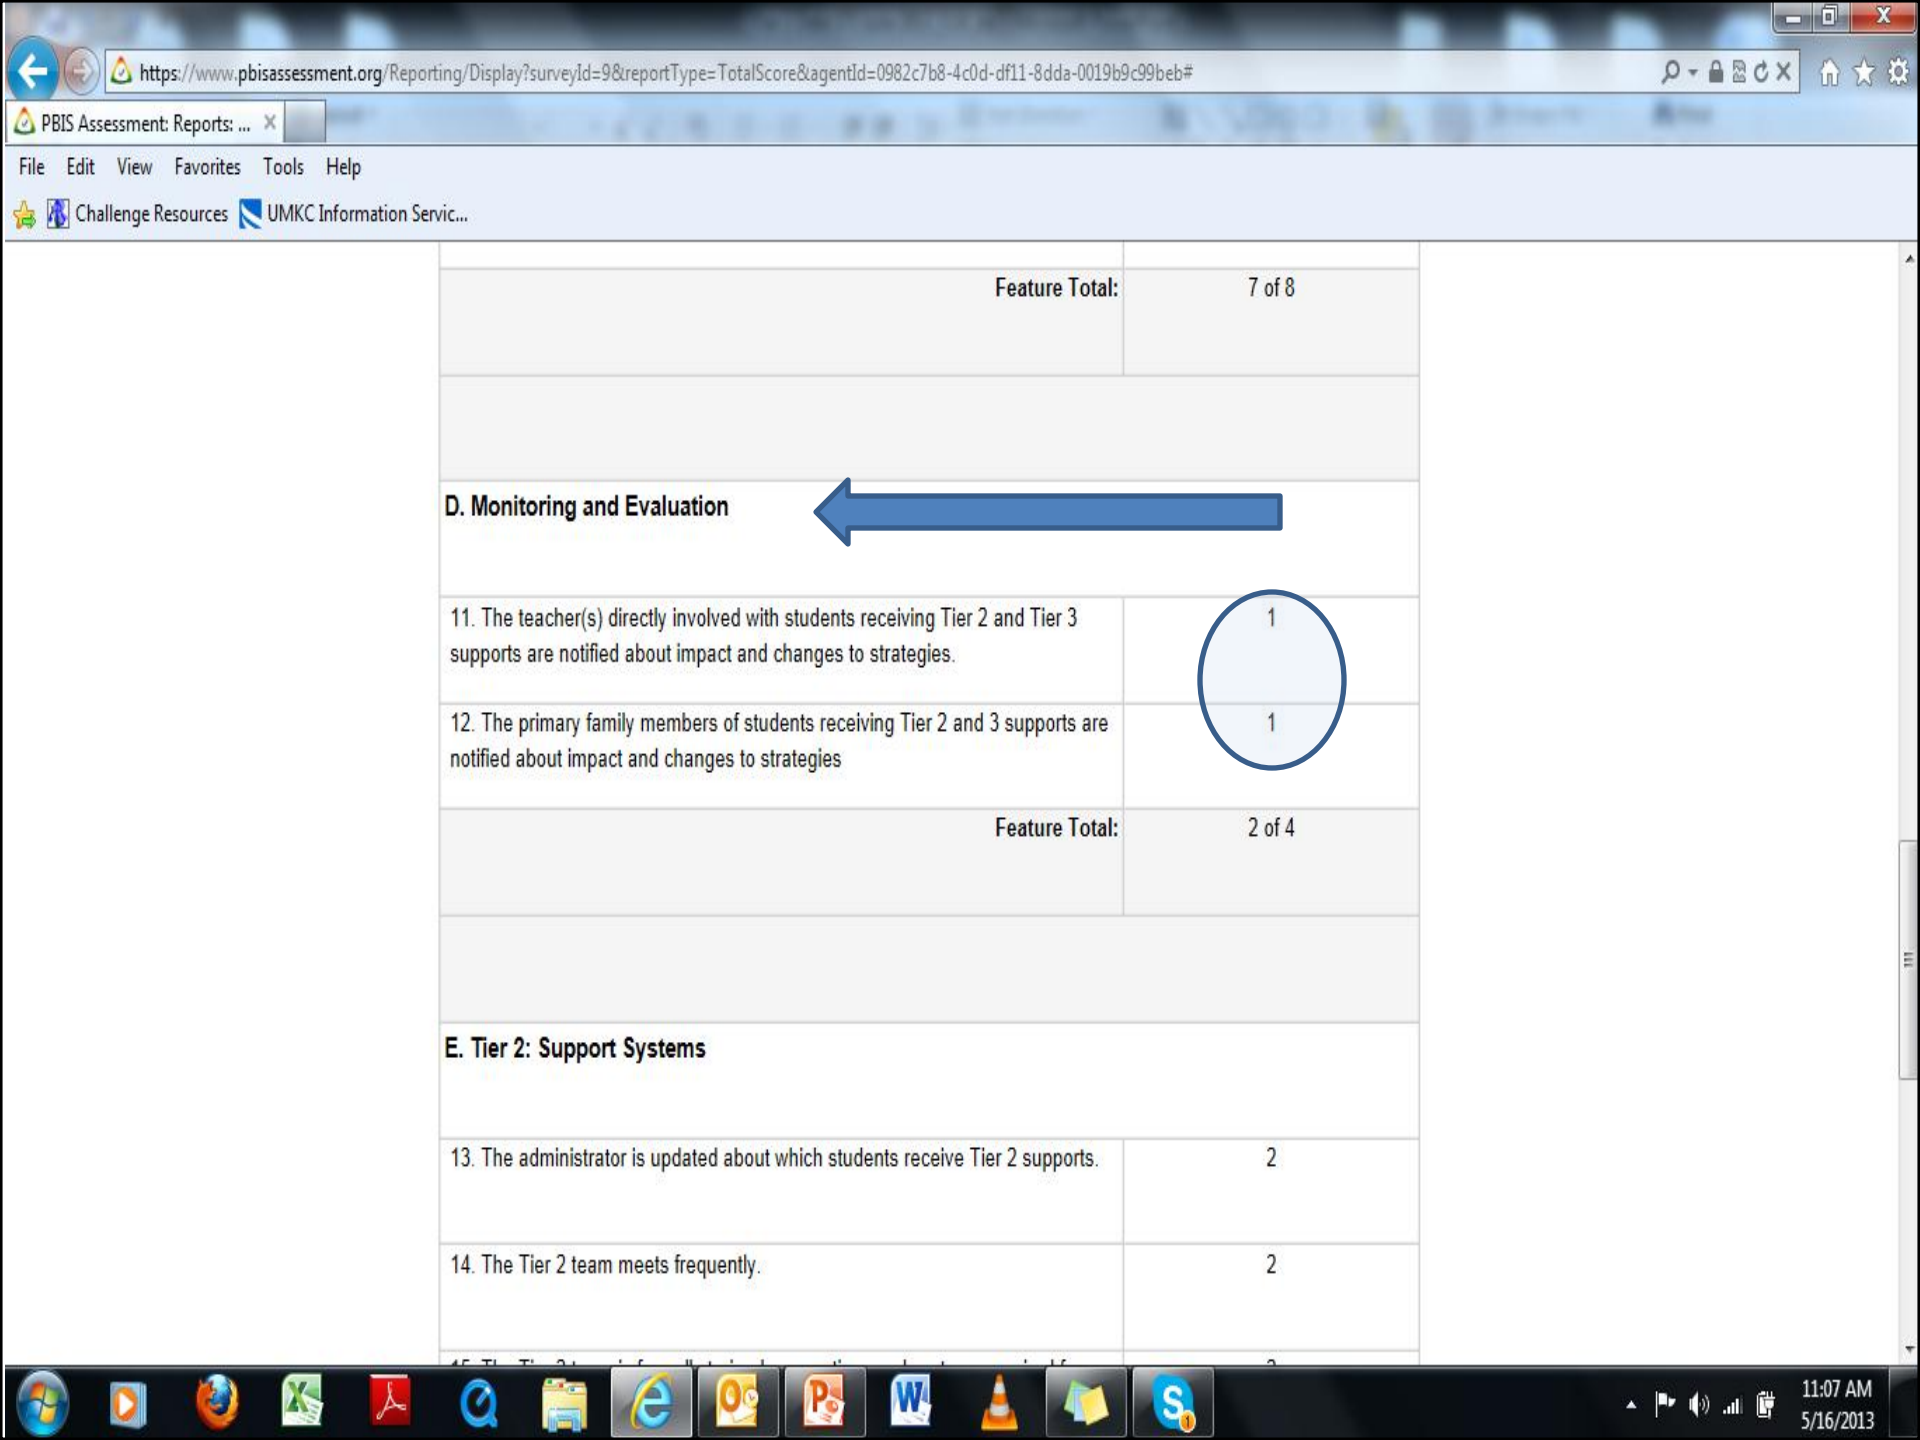 https://www.pbisassessment.org/Reporting/Display?surveyId=9&reportType=TotalScore&agentId=0982c7b8-4c0d-df11-8dda-0019b9c99beb#
PBIS Assessment: Reports: ...
File Edit View Favorites Tools Help
Challenge Resources UMKC Information Servic...
Feature Total: 7 of 8
D. Monitoring and Evaluation
11. The teacher(s) directly involved with students receiving Tier 2 and Tier 3 1
supports are notified about impact and changes to strategies.
12. The primary family members of students receiving Tier 2 and 3 supports are 1
notified about impact and changes to strategies
Feature Total: 2 of 4
E. Tier 2: Support Systems
13. The administrator is updated about which students receive Tier 2 supports. 2
14. The Tier 2 team meets frequently. 2
11:07 AM
5/16/2013